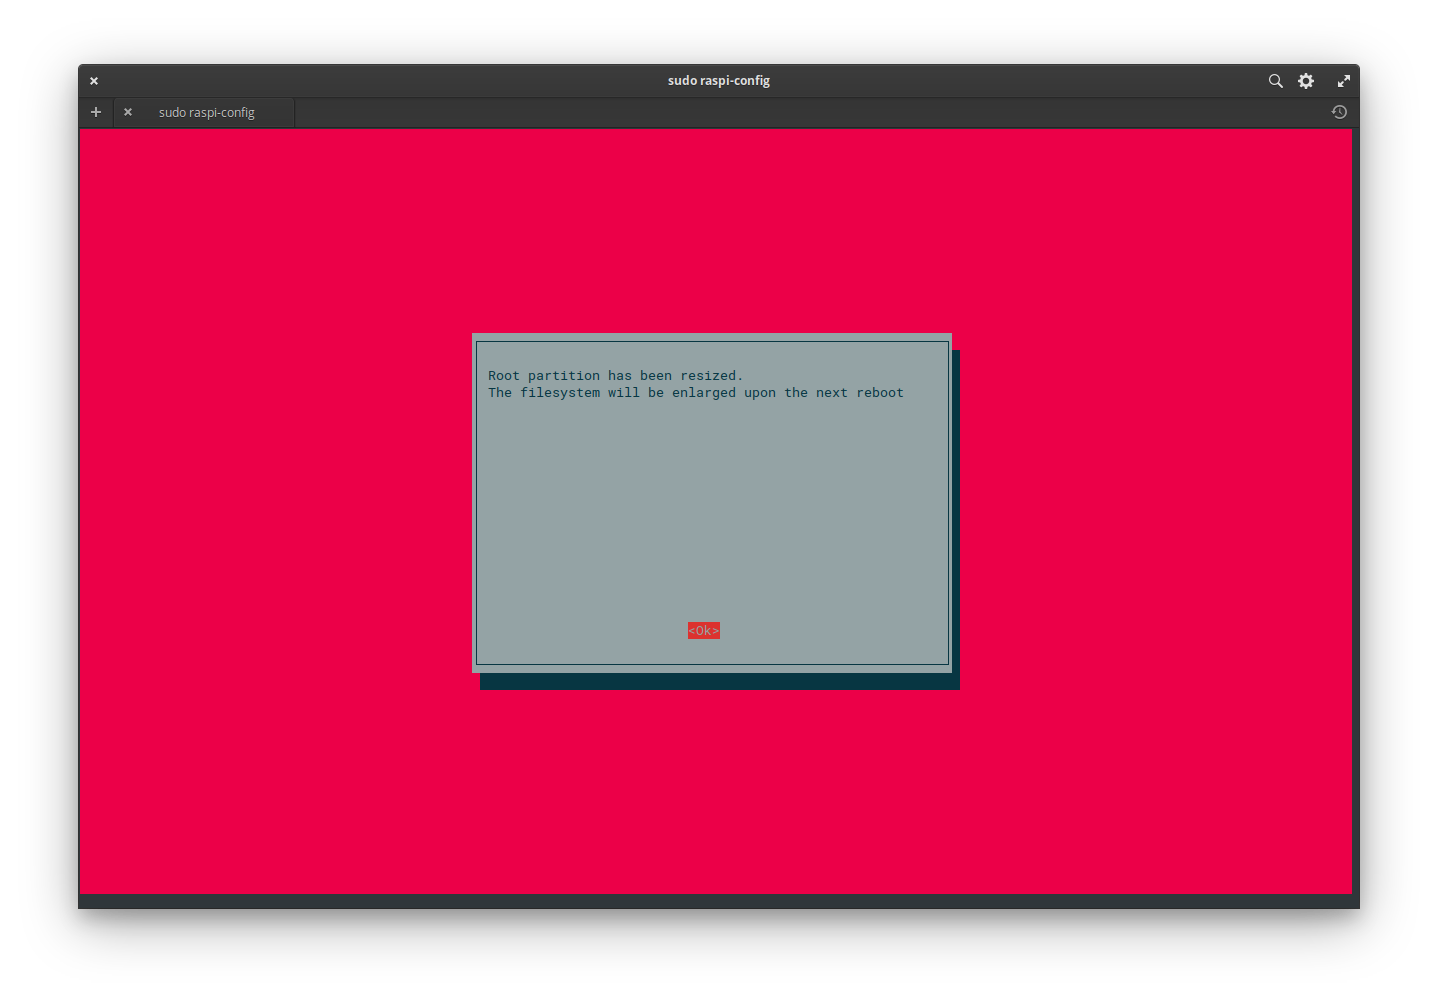 sudo raspi-config
sudo raspi-config
Root partition has been resized.
The filesystem will be enlarged upon the next reboot
<Ok>